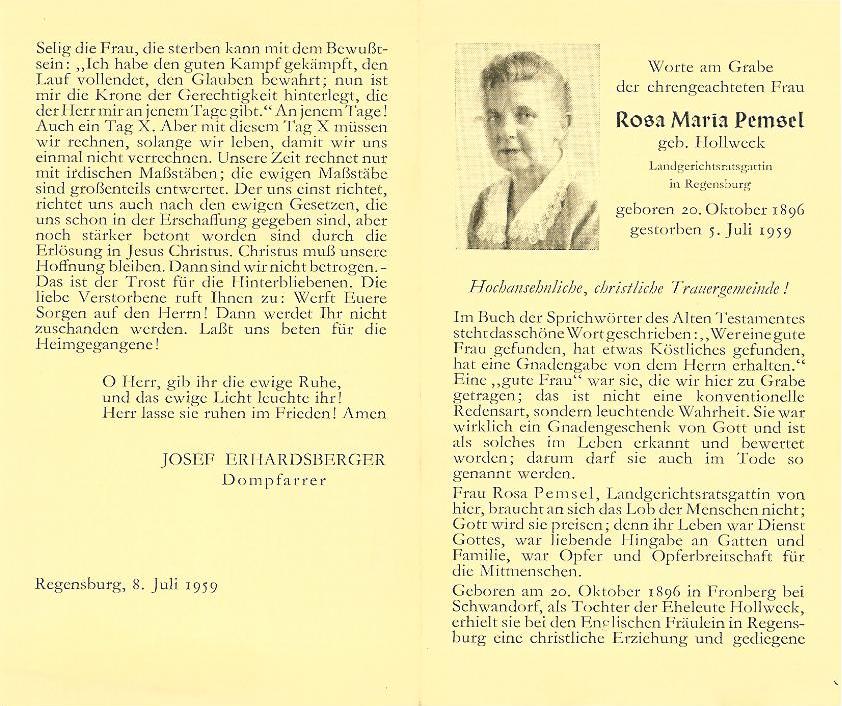 Selig die Frau, die sterben kann mit dem Bewußt-
sein: „Ich habe den guten Kampf gekämpft, den
Lauf vollendet, den Glauben bewahrt; nun ist
mir die Krone der Gerechtigkeit hinterlegt, die
der Herr mir an jenem Tage gibt.“ An jenem Tage!
Auch ein Tag X. Aber mit diesem Tag X müssen
wir rechnen, solange wir leben, damit wir uns
einmal nicht verrechnen. Unsere Zeit rechnet nur
mit irdischen Maßstäben; die ewigen Maßstäbe
sind großenteils entwertet. Der uns einst richtet,
richtet uns auch nach den ewigen Gesetzen, die
uns schon in der Erschaffung gegeben sind, aber
noch stärker betont worden sind durch die
Erlösung in Jesus Christus. Christus muß unsere
Hoffnung bleiben. Dann sind wir nicht betrogen. -
Das ist der Trost für die Hinterbliebenen. Die
liebe Verstorbene ruft Ihnen zu: Werft Euere
Sorgen auf den Herrn! Dann werdet Ihr nicht
zuschanden werden. Laßt uns beten für die
Heimgegangene!
O Herr, gib ihr die ewige Ruhe,
und das ewige Licht leuchte ihr!
Herr lasse sie ruhen im Frieden! Amen
JOSEF ERHARDSBERGER
Dompfarrer
Regensburg, 8. Juli 1959
Worte am Grabe
der ehrengeachteten Frau
Rosa Maria Pemsel
geb. Hollweck
Landgerichtsratsgattin
in Regensburg
geboren 20. Oktober 1896
gestorben 5. Juli 1959
Hochansehnliche, christliche Trauergemeinde!
Im Buch der Sprichwörter des Alten Testamentes
steht das schöne Wort geschrieben: „Wer eine gute
Frau gefunden, hat etwas Köstliches gefunden,
hat eine Gnadengabe von dem Herrn erhalten.“
Eine „gute Frau“ war sie, die wir hier zu Grabe
getragen; das ist nicht eine konventionelle
Redensart, sondern leuchtende Wahrheit. Sie war
wirklich ein Gnadengeschenk von Gott und ist
als solches im Leben erkannt und bewertet
worden; darum darf sie auch im Tode so
genannt werden.
Frau Rosa Pemsel, Landgerichtsratsgattin von
hier, braucht an sich das Lob der Menschen nicht;
Gott wird sie preisen; denn ihr Leben war Dienst
Gottes, war liebende Hingabe an Gatten und
Familie, war Opfer und Opferbreitschaft für
die Mitmenschen.
Geboren am 20. Oktober 1896 in Fronberg bei
Schwandorf, als Tochter der Eheleute Hollweck,
erhielt sie bei den Englischen Fräulein in Regens-
burg eine christliche Erziehung und gediegene